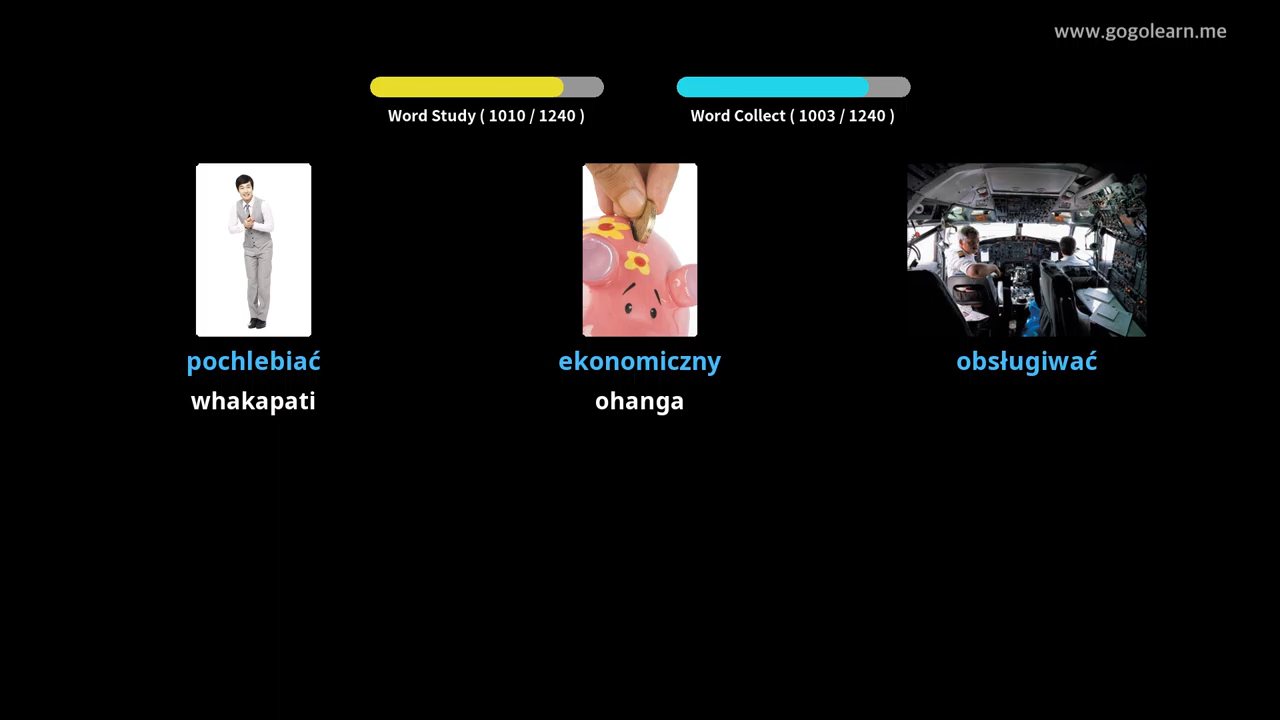 www.gogolearn.me
Word Study ( 1010 / 1240 )
Word Collect ( 1003 / 1240 )
pochlebiać
whakapati
ekonomiczny
ohanga
obsługiwać